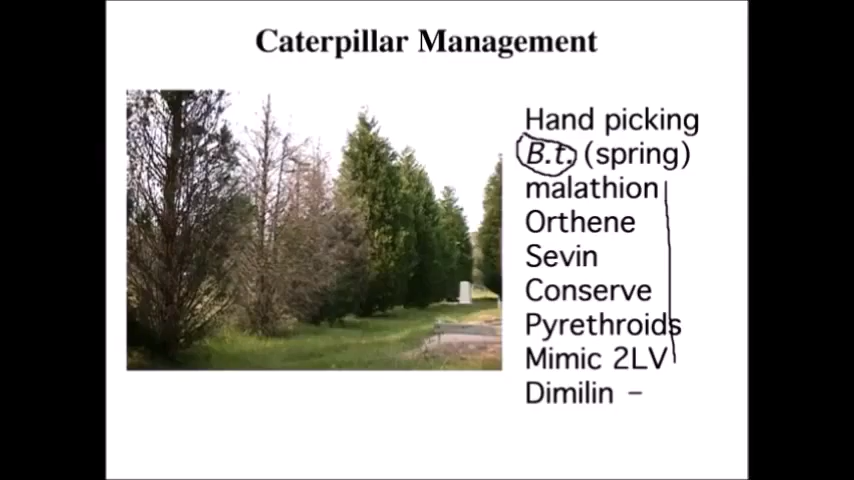 Caterpillar Management
Hand picking
B.t. (spring)
malathion
Orthene
Sevin
Conserve
Pyrethroids
Mimic 2LV
Dimilin –